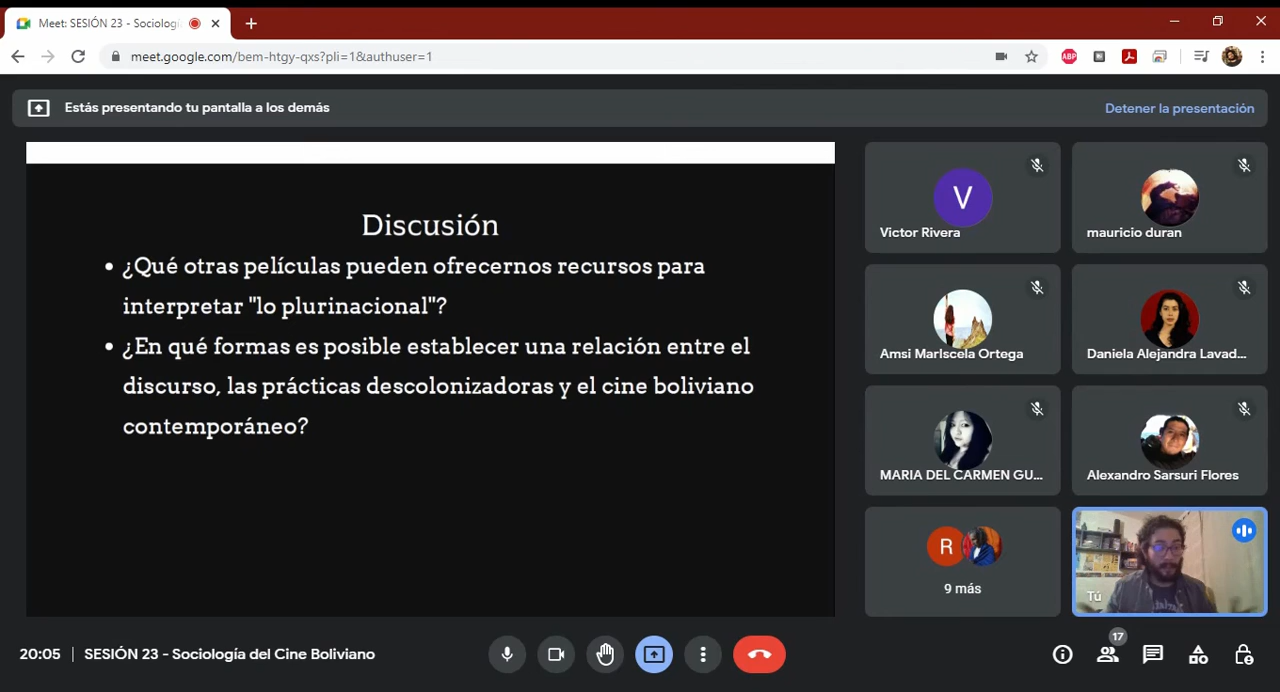 Meet: SESIÓN 23 - Sociologí
meet.google.com/bem-htgy-qxs?pli=1&authuser=1
ABP
Estás presentando tu pantalla a los demás
Detener la presentación
Discusión
• ¿Qué otras películas pueden ofrecernos recursos para
interpretar "lo plurinacional"?
• ¿En qué formas es posible establecer una relación entre el
discurso, las prácticas descolonizadoras y el cine boliviano
contemporáneo?
V
Victor Rivera
mauricio duran
Amsi MarIscela Ortega
Daniela Alejandra Lavad...
MARIA DEL CARMEN GU...
Alexandro Sarsuri Flores
R
9 más
Tú
20:05 | SESIÓN 23 - Sociología del Cine Boliviano
17